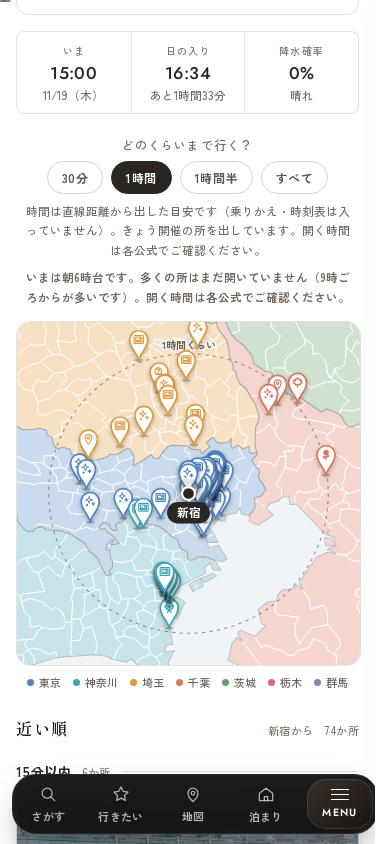 いま
15:00
11/19（木）
日の入り
16:34
あと1時間33分
降水確率
0%
晴れ
どのくらいまで行く？
30分
1時間
1時間半
すべて
時間は直線距離から出した目安です（乗りかえ・時刻表は入
っていません）。きょう開催の所を出しています。開く時間
は各公式でご確認ください。
いまは朝6時台です。多くの所はまだ開いていません（9時ご
ろからが多いです）。開く時間は各公式でご確認ください。
1時間くらい
新宿
東京
神奈川
埼玉
千葉
茨城
栃木
群馬
近い順
新宿から 74か所
15分以内 6か所
さがす
行きたい
地図
泊まり
MENU